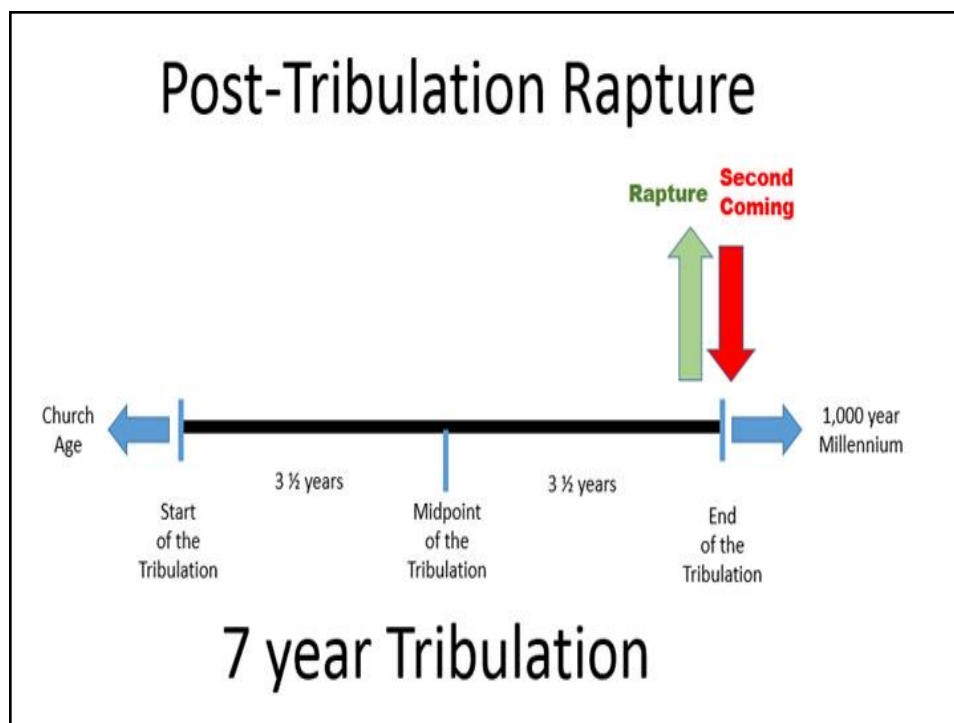 Post-Tribulation Rapture
Rapture
Second
Coming
Church
Age
1,000 year
Millennium
3 ½ years
3 ½ years
Start
of the
Tribulation
Midpoint
of the
Tribulation
End
of the
Tribulation
7 year Tribulation